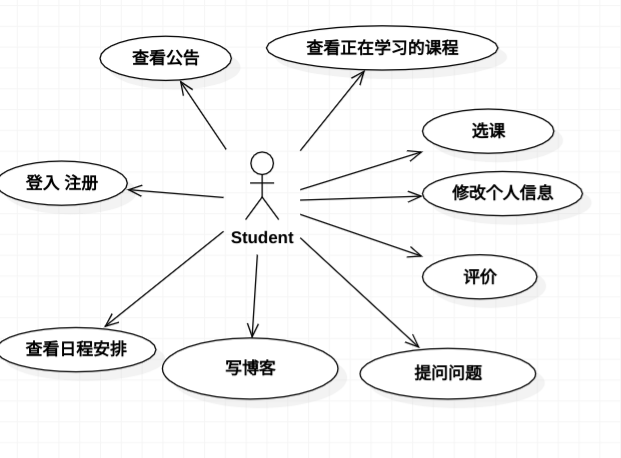 查看公告
查看正在学习的课程
选课
登入 注册
修改个人信息
Student
评价
查看日程安排
写博客
提问问题